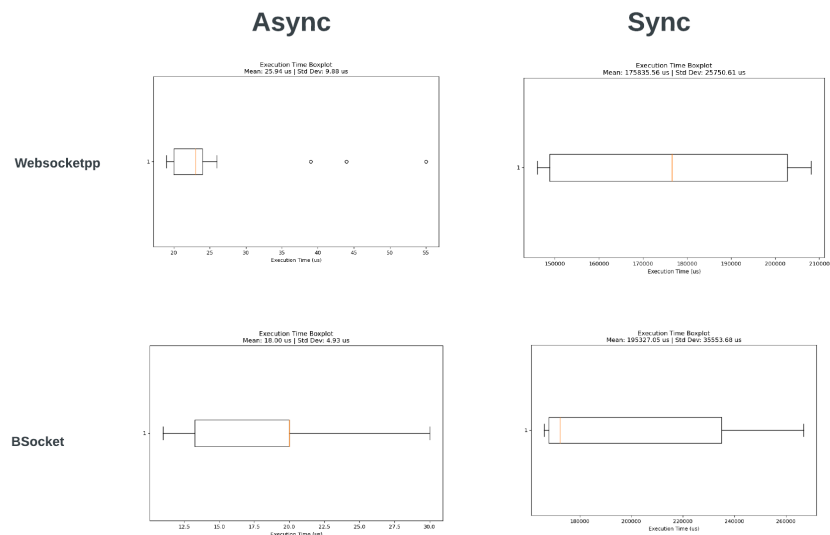 Async
Sync
Execution Time Boxplot
Mean: 25.94 us | Std Dev: 9.88 us
Execution Time Boxplot
Mean: 175835.56 us | Std Dev: 25750.61 us
Websocketpp
1
1
20 25 30 35 40 45 50 55
Execution Time (us)
150000 160000 170000 180000 190000 200000 210000
Execution Time (us)
Execution Time Boxplot
Mean: 18.00 us | Std Dev: 4.93 us
Execution Time Boxplot
Mean: 195327.05 us | Std Dev: 35553.68 us
BSocket
1
1
12.5 15.0 17.5 20.0 22.5 25.0 27.5 30.0
Execution Time (us)
180000 200000 220000 240000 260000
Execution Time (us)